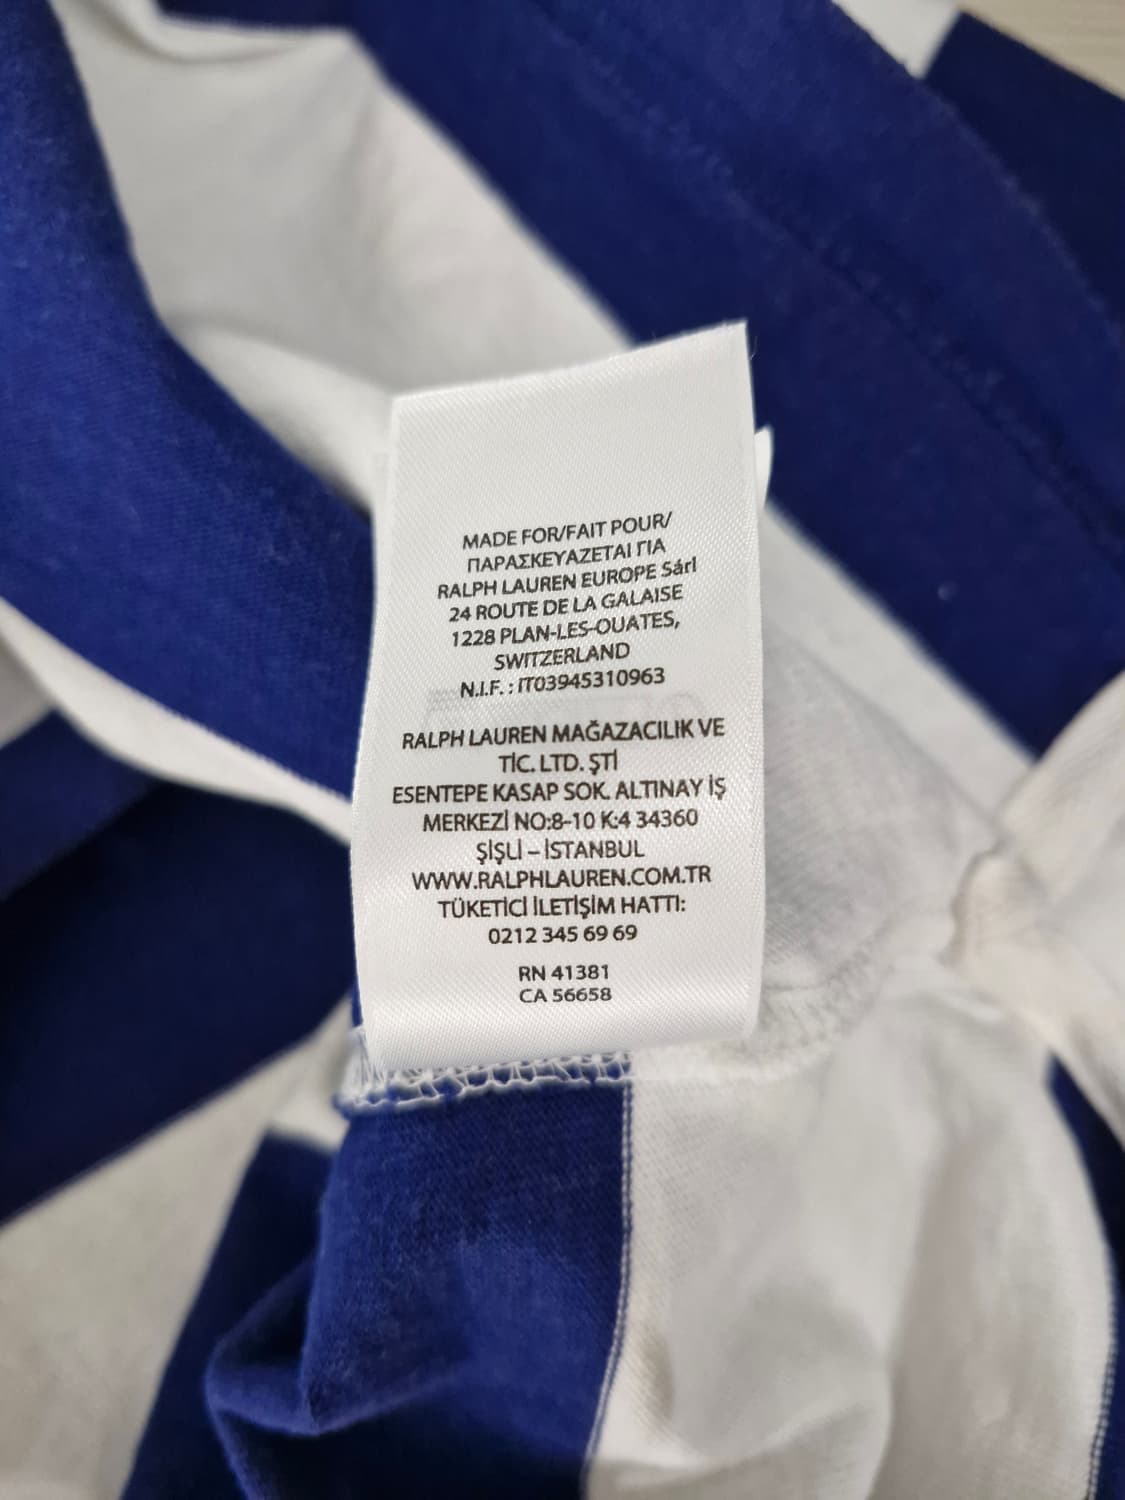 MADE FOR/FAIT POUR/
ΠΑΡΑΣΚΕΥΑΖΕΤΑΙ ΓΙΑ
RALPH LAUREN EUROPE Sárl
24 ROUTE DE LA GALAISE
1228 PLAN-LES-OUATES,
SWITZERLAND
N.I.F. : IT03945310963
RALPH LAUREN MAĞAZACILIK VE
TİC. LTD. ŞTİ
ESENTEPE KASAP SOK. ALTINAY İŞ
MERKEZİ NO:8-10 K:4 34360
ŞİŞLİ – İSTANBUL
WWW.RALPHLAUREN.COM.TR
TÜKETİCİ İLETİŞİM HATTI:
0212 345 69 69
RN 41381
CA 56658